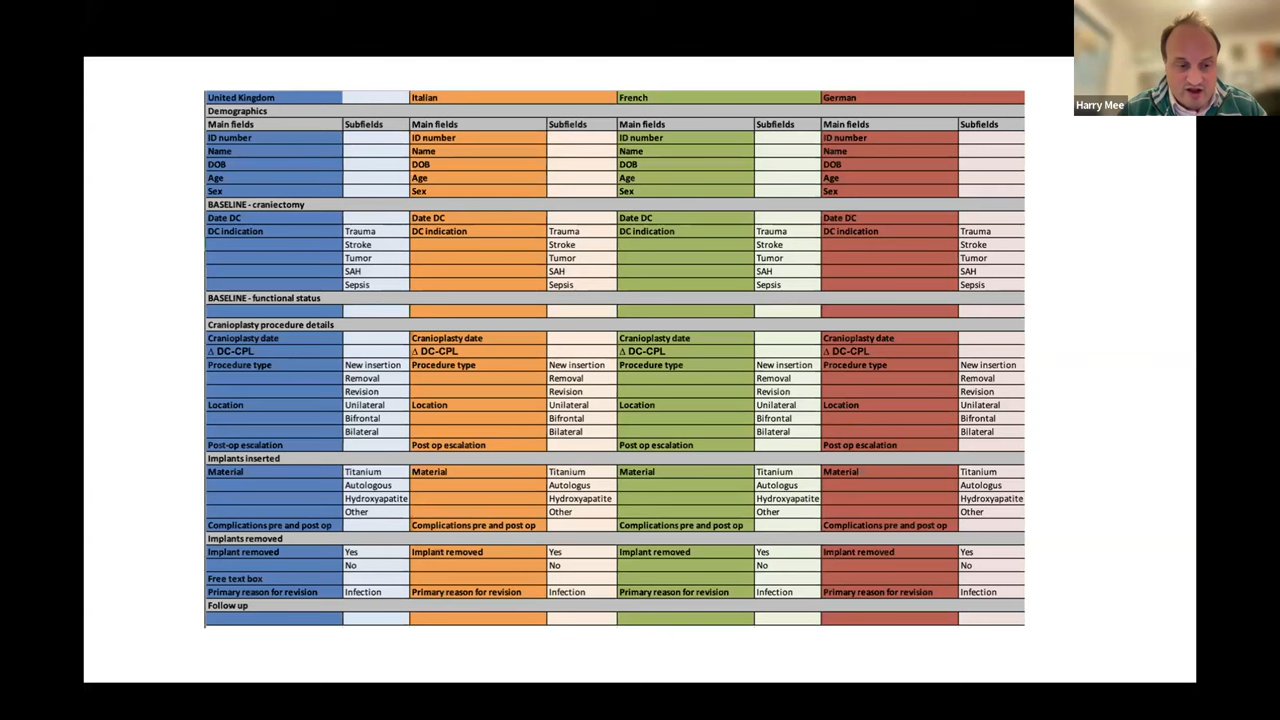 Harry Mee
United Kingdom Italian French German
Demographics
Main fields Subfields Main fields Subfields Main fields Subfields Main fields Subfields
ID number ID number ID number ID number
Name Name Name Name
DOB DOB DOB DOB
Age Age Age Age
Sex Sex Sex Sex
BASELINE - craniectomy
Date DC Date DC Date DC Date DC
DC indication Trauma DC indication Trauma DC indication Trauma DC indication Trauma
Stroke Stroke Stroke Stroke
Tumor Tumor Tumor Tumor
SAH SAH SAH SAH
Sepsis Sepsis Sepsis Sepsis
BASELINE - functional status
Cranioplasty procedure details
Cranioplasty date Cranioplasty date Cranioplasty date Cranioplasty date
Δ DC-CPL Δ DC-CPL Δ DC-CPL Δ DC-CPL
Procedure type New insertion Procedure type New insertion Procedure type New insertion Procedure type New insertion
Removal Removal Removal Removal
Revision Revision Revision Revision
Location Unilateral Location Unilateral Location Unilateral Location Unilateral
Bifrontal Bifrontal Bifrontal Bifrontal
Bilateral Bilateral Bilateral Bilateral
Post-op escalation Post op escalation Post op escalation Post op escalation
Implants inserted
Material Titanium Material Titanium Material Titanium Material Titanium
Autologous Autologus Autologus Autologus
Hydroxyapatite Hydroxyapatite Hydroxyapatite Hydroxyapatite
Other Other Other Other
Complications pre and post op Complications pre and post op Complications pre and post op Complications pre and post op
Implants removed
Implant removed Yes Implant removed Yes Implant removed Yes Implant removed Yes
No No No No
Free text box
Primary reason for revision Infection Primary reason for revision Infection Primary reason for revision Infection Primary reason for revision Infection
Follow up